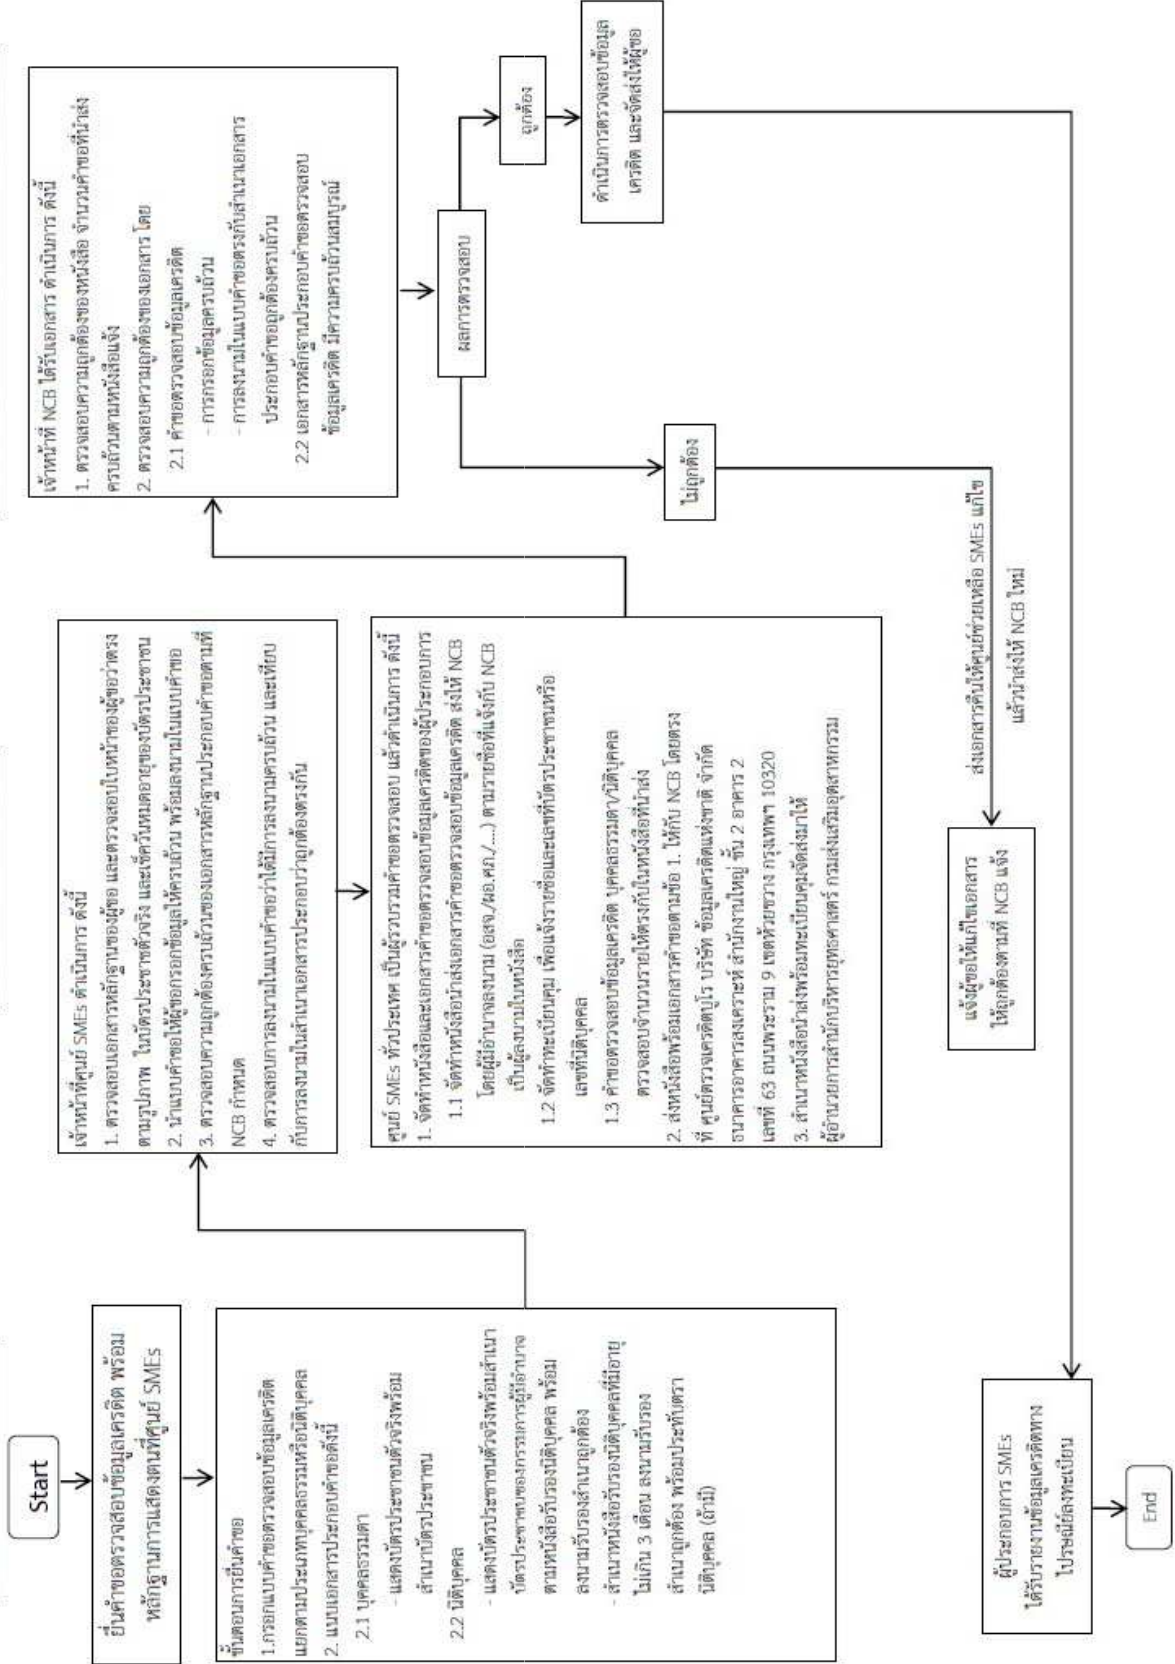 Start
ยื่นคำขอตรวจสอบข้อมูลเครดิต พร้อม
หลักฐานการแสดงตนที่ศูนย์ SMEs
ขั้นตอนการยื่นคำขอ
1.กรอกแบบคำขอตรวจสอบข้อมูลเครดิต
แยกตามประเภทบุคคลธรรมหรือนิติบุคคล
2. แนบเอกสารประกอบคำขอดังนี้
2.1 บุคคลธรรมดา
- แสดงบัตรประชาชนตัวจริงพร้อม
สำเนาบัตรประชาชน
2.2 นิติบุคคล
- แสดงบัตรประชาชนตัวจริงพร้อมสำเนา
บัตรประชาชนของกรรมการผู้มีอำนาจ
ตามหนังสือรับรองนิติบุคคล พร้อม
ลงนามรับรองสำเนาถูกต้อง
- สำเนาหนังสือรับรองนิติบุคคลที่มีอายุ
ไม่เกิน 3 เดือน ลงนามรับรอง
สำเนาถูกต้อง พร้อมประทับตรา
นิติบุคคล (ถ้ามี)
เจ้าหน้าที่ศูนย์ SMEs ดำเนินการ ดังนี้
1. ตรวจสอบเอกสารหลักฐานของผู้ขอ และตรวจสอบใบหน้าของผู้ขอว่าตรง
ตามรูปภาพ ในบัตรประชาชาตัวจริง และเช็ควันหมดอายุของบัตรประชาชน
2. นำแบบคำขอให้ผู้ขอกรอกข้อมูลให้ครบถ้วน พร้อมลงนามในแบบคำขอ
3. ตรวจสอบความถูกต้องครบถ้วนของเอกสารหลักฐานประกอบคำขอตามที่
NCB กำหนด
4. ตรวจสอบการลงนามในแบบคำขอว่าได้มีการลงนามครบถ้วน และเทียบ
กับการลงนามในสำเนาเอกสารประกอบว่าถูกต้องตรงกัน
ศูนย์ SMEs ทั่วประเทศ เป็นผู้รวบรวมคำขอตรวจสอบ แล้วดำเนินการ ดังนี้
1. จัดทำหนังสือและเอกสารคำขอตรวจสอบข้อมูลเครดิตของผู้ประกอบการ
1.1 จัดทำหนังสือนำส่งเอกสารคำขอตรวจสอบข้อมูลเครดิต ส่งให้ NCB
โดยผู้มีอำนาจลงนาม (อสจ./ผอ.ศภ./....) ตามรายชื่อที่แจ้งกับ NCB
เป็นผู้ลงนามในหนังสือ
1.2 จัดทำทะเบียนคุม เพื่อแจ้งรายชื่อและเลขที่บัตรประชาชนหรือ
เลขที่นิติบุคคล
1.3 คำขอตรวจสอบข้อมูลเครดิต บุคคลธรรมดา/นิติบุคคล
ตรวจสอบจำนวนรายให้ตรงกับในหนังสือที่นำส่ง
2. ส่งหนังสือพร้อมเอกสารคำขอตามข้อ 1. ให้กับ NCB โดยตรง
ที่ ศูนย์ตรวจเครดิตบูโร บริษัท ข้อมูลเครดิตแห่งชาติ จำกัด
ธนาคารอาคารสงเคราะห์ สำนักงานใหญ่ ชั้น 2 อาคาร 2
เลขที่ 63 ถนนพระราม 9 เขตห้วยขวาง กรุงเทพฯ 10320
3. สำเนาหนังสือนำส่งพร้อมทะเบียนคุมจัดส่งมาให้
ผู้อำนวยการสำนักบริหารยุทธศาสตร์ กรมส่งเสริมอุตสาหกรรม
เจ้าหน้าที่ NCB ได้รับเอกสาร ดำเนินการ ดังนี้
1. ตรวจสอบความถูกต้องของหนังสือ จำนวนคำขอที่นำส่ง
ครบถ้วนตามหนังสือแจ้ง
2. ตรวจสอบความถูกต้องของเอกสาร โดย
2.1 คำขอตรวจสอบข้อมูลเครดิต
- การกรอกข้อมูลครบถ้วน
- การลงนามในแบบคำขอตรงกับสำเนาเอกสาร
ประกอบคำขอถูกต้องครบถ้วน
2.2 เอกสารหลักฐานประกอบคำขอตรวจสอบ
ข้อมูลเครดิต มีความครบถ้วนสมบูรณ์
ผลการตรวจสอบ
ถูกต้อง
ดำเนินการตรวจสอบข้อมูล
เครดิต และจัดส่งให้ผู้ขอ
ไม่ถูกต้อง
ส่งเอกสารคืนให้ศูนย์ช่วยเหลือ SMEs แก้ไข
แล้วนำส่งให้ NCB ใหม่
แจ้งผู้ขอให้แก้ไขเอกสาร
ให้ถูกต้องตามที่ NCB แจ้ง
ผู้ประกอบการ SMEs
ได้รับรายงานข้อมูลเครดิตทาง
ไปรษณีย์ลงทะเบียน
End